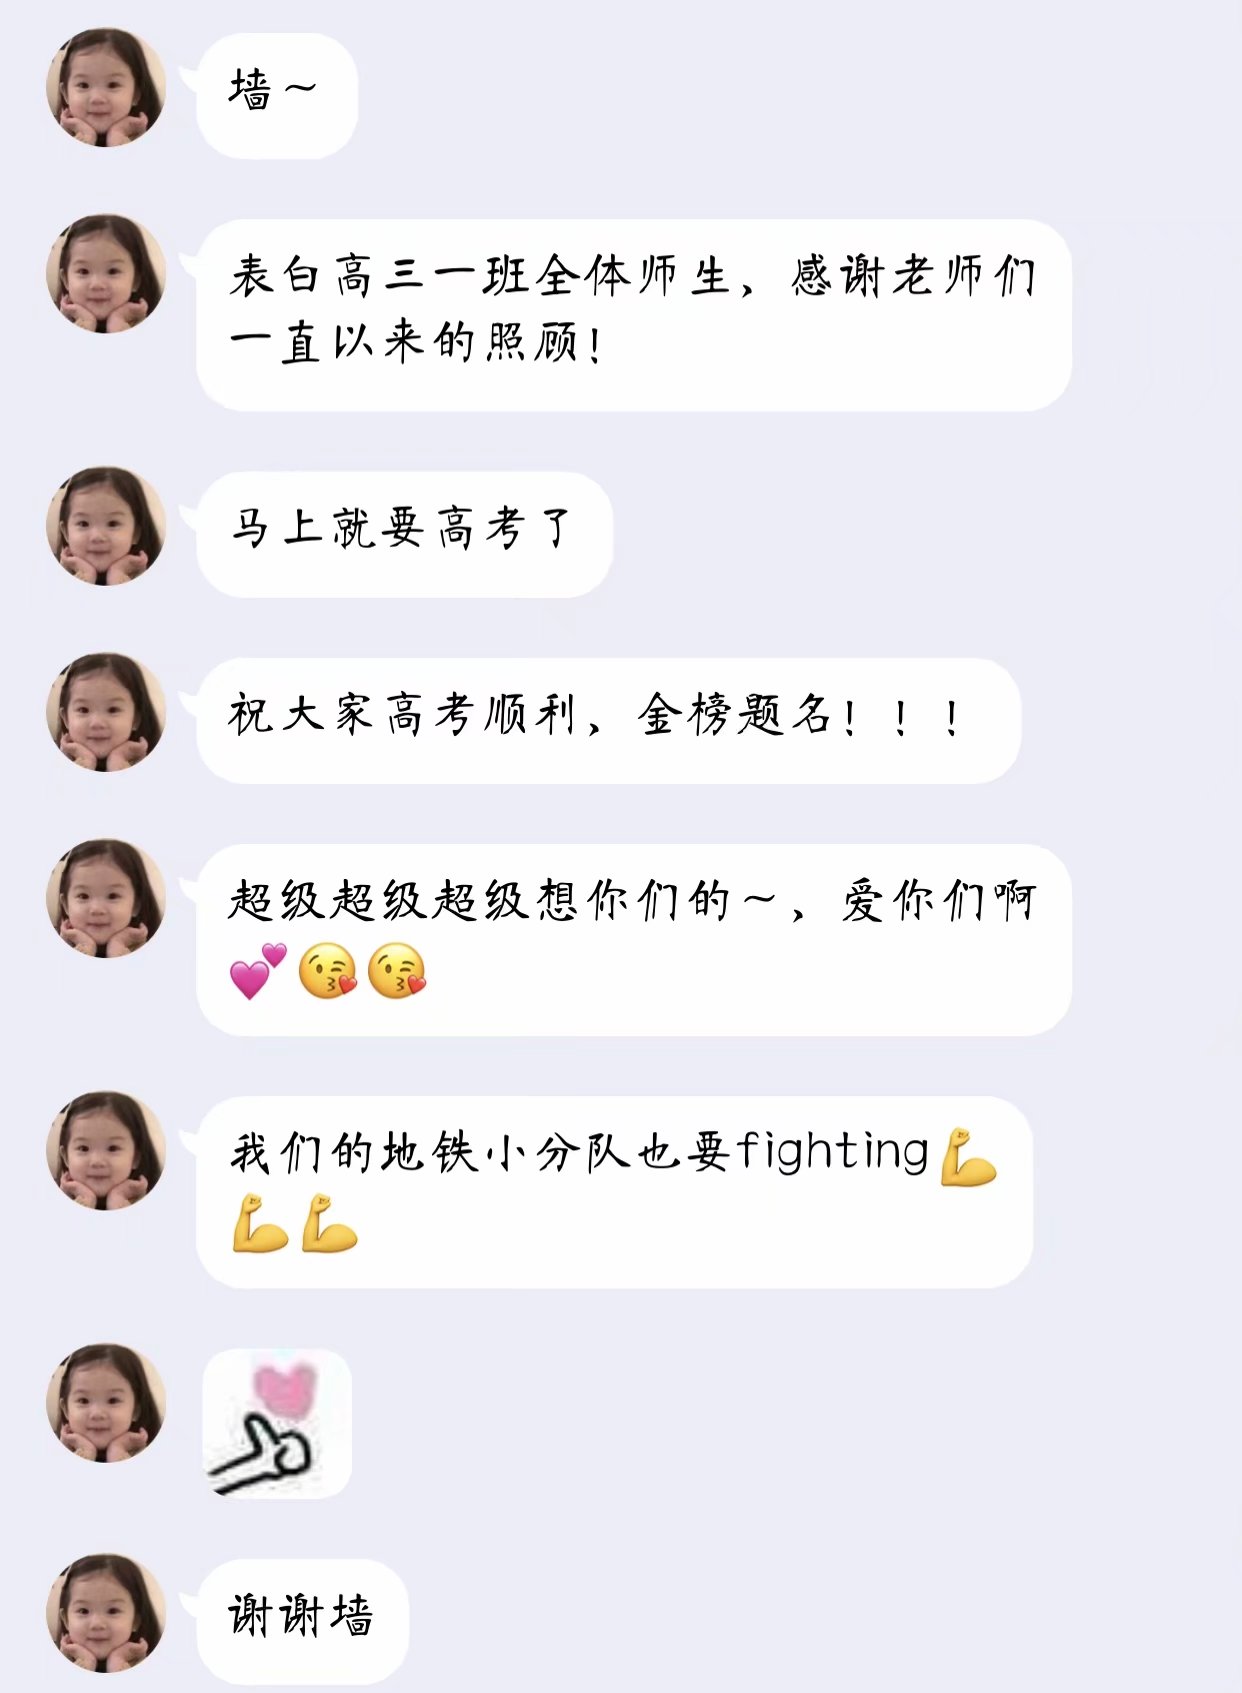 墙～
表白高三一班全体师生，感谢老师们
一直以来的照顾！
马上就要高考了
祝大家高考顺利，金榜题名！！！
超级超级超级想你们的～，爱你们啊
💕😘😘
我们的地铁小分队也要fighting💪
💪💪
谢谢墙